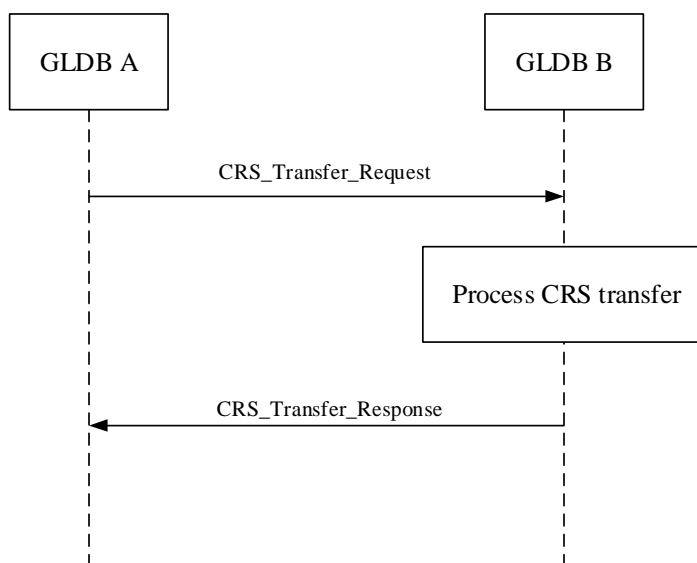 GLDB A
GLDB B
CRS_Transfer_Request
Process CRS transfer
CRS_Transfer_Response